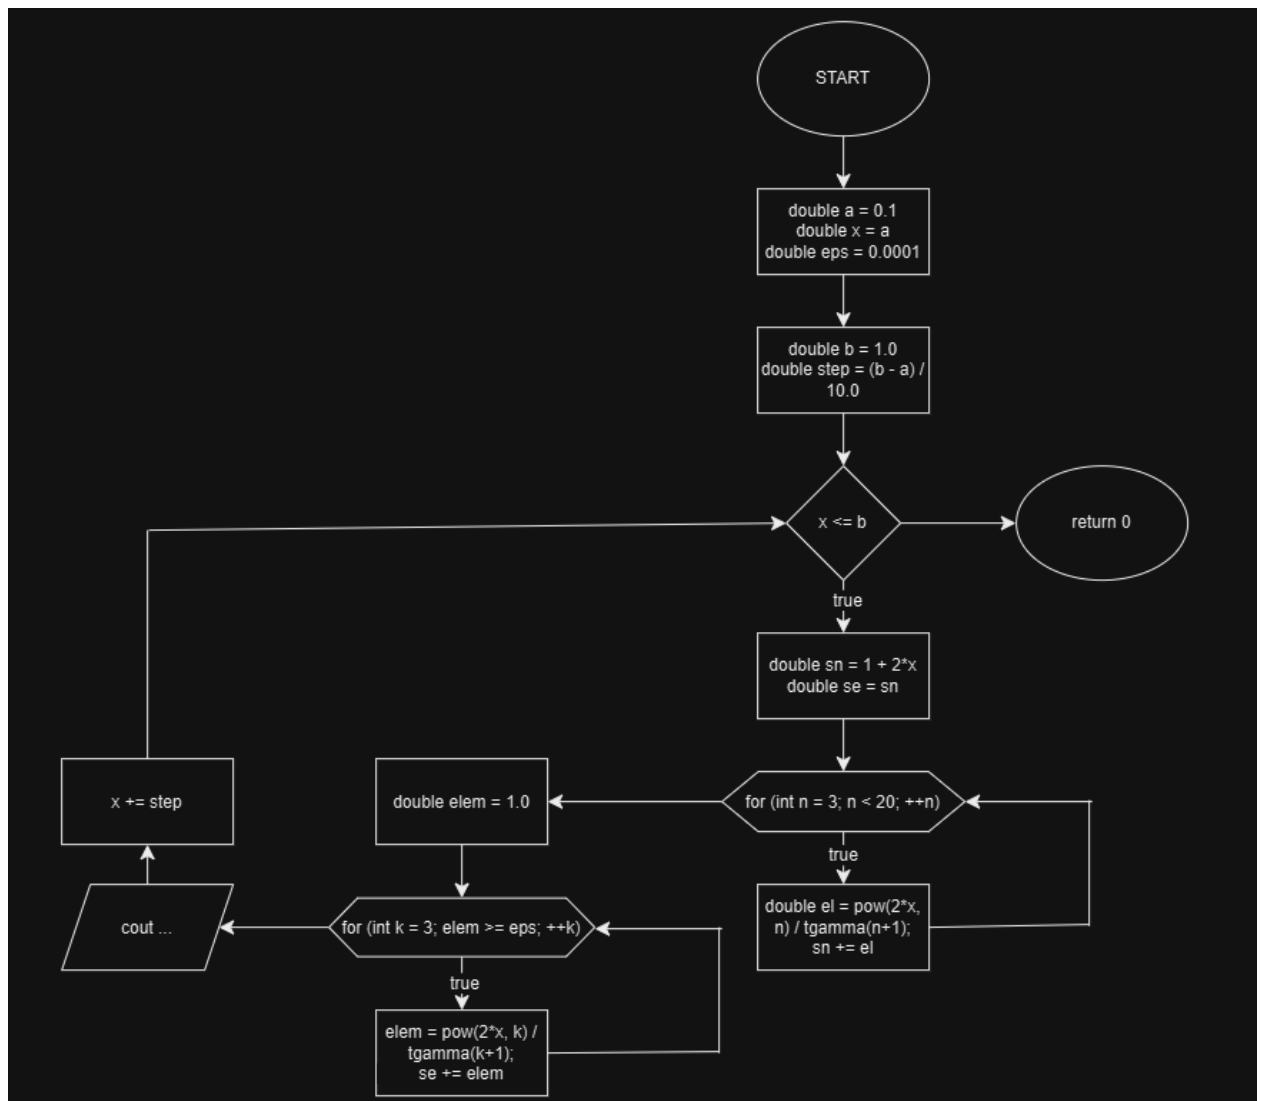 START
double a = 0.1
double x = a
double eps = 0.0001
double b = 1.0
double step = (b - a) /
10.0
x <= b
return 0
true
double sn = 1 + 2*x
double se = sn
for (int n = 3; n < 20; ++n)
true
double el = pow(2*x,
n) / tgamma(n+1);
sn += el
double elem = 1.0
for (int k = 3; elem >= eps; ++k)
true
elem = pow(2*x, k) /
tgamma(k+1);
se += elem
cout ...
x += step